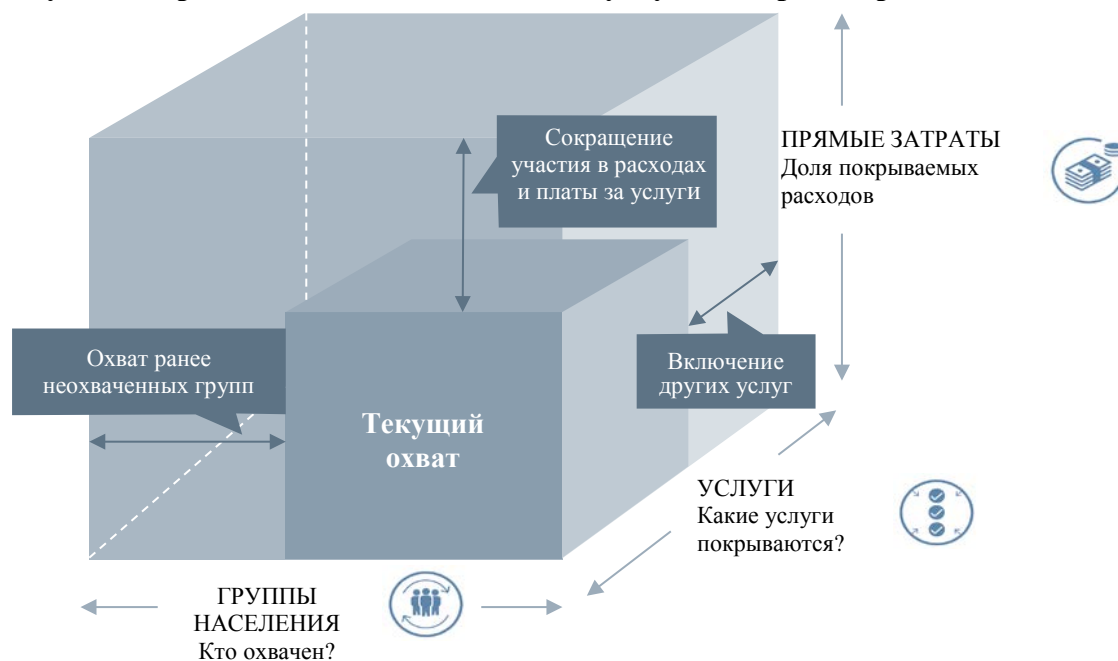 Сокращение
участия в расходах
и платы за услуги
ПРЯМЫЕ ЗАТРАТЫ
Доля покрываемых
расходов
Охват ранее
неохваченных групп
Включение
других услуг
Текущий
охват
УСЛУГИ
Какие услуги
покрываются?
ГРУППЫ
НАСЕЛЕНИЯ
Кто охвачен?